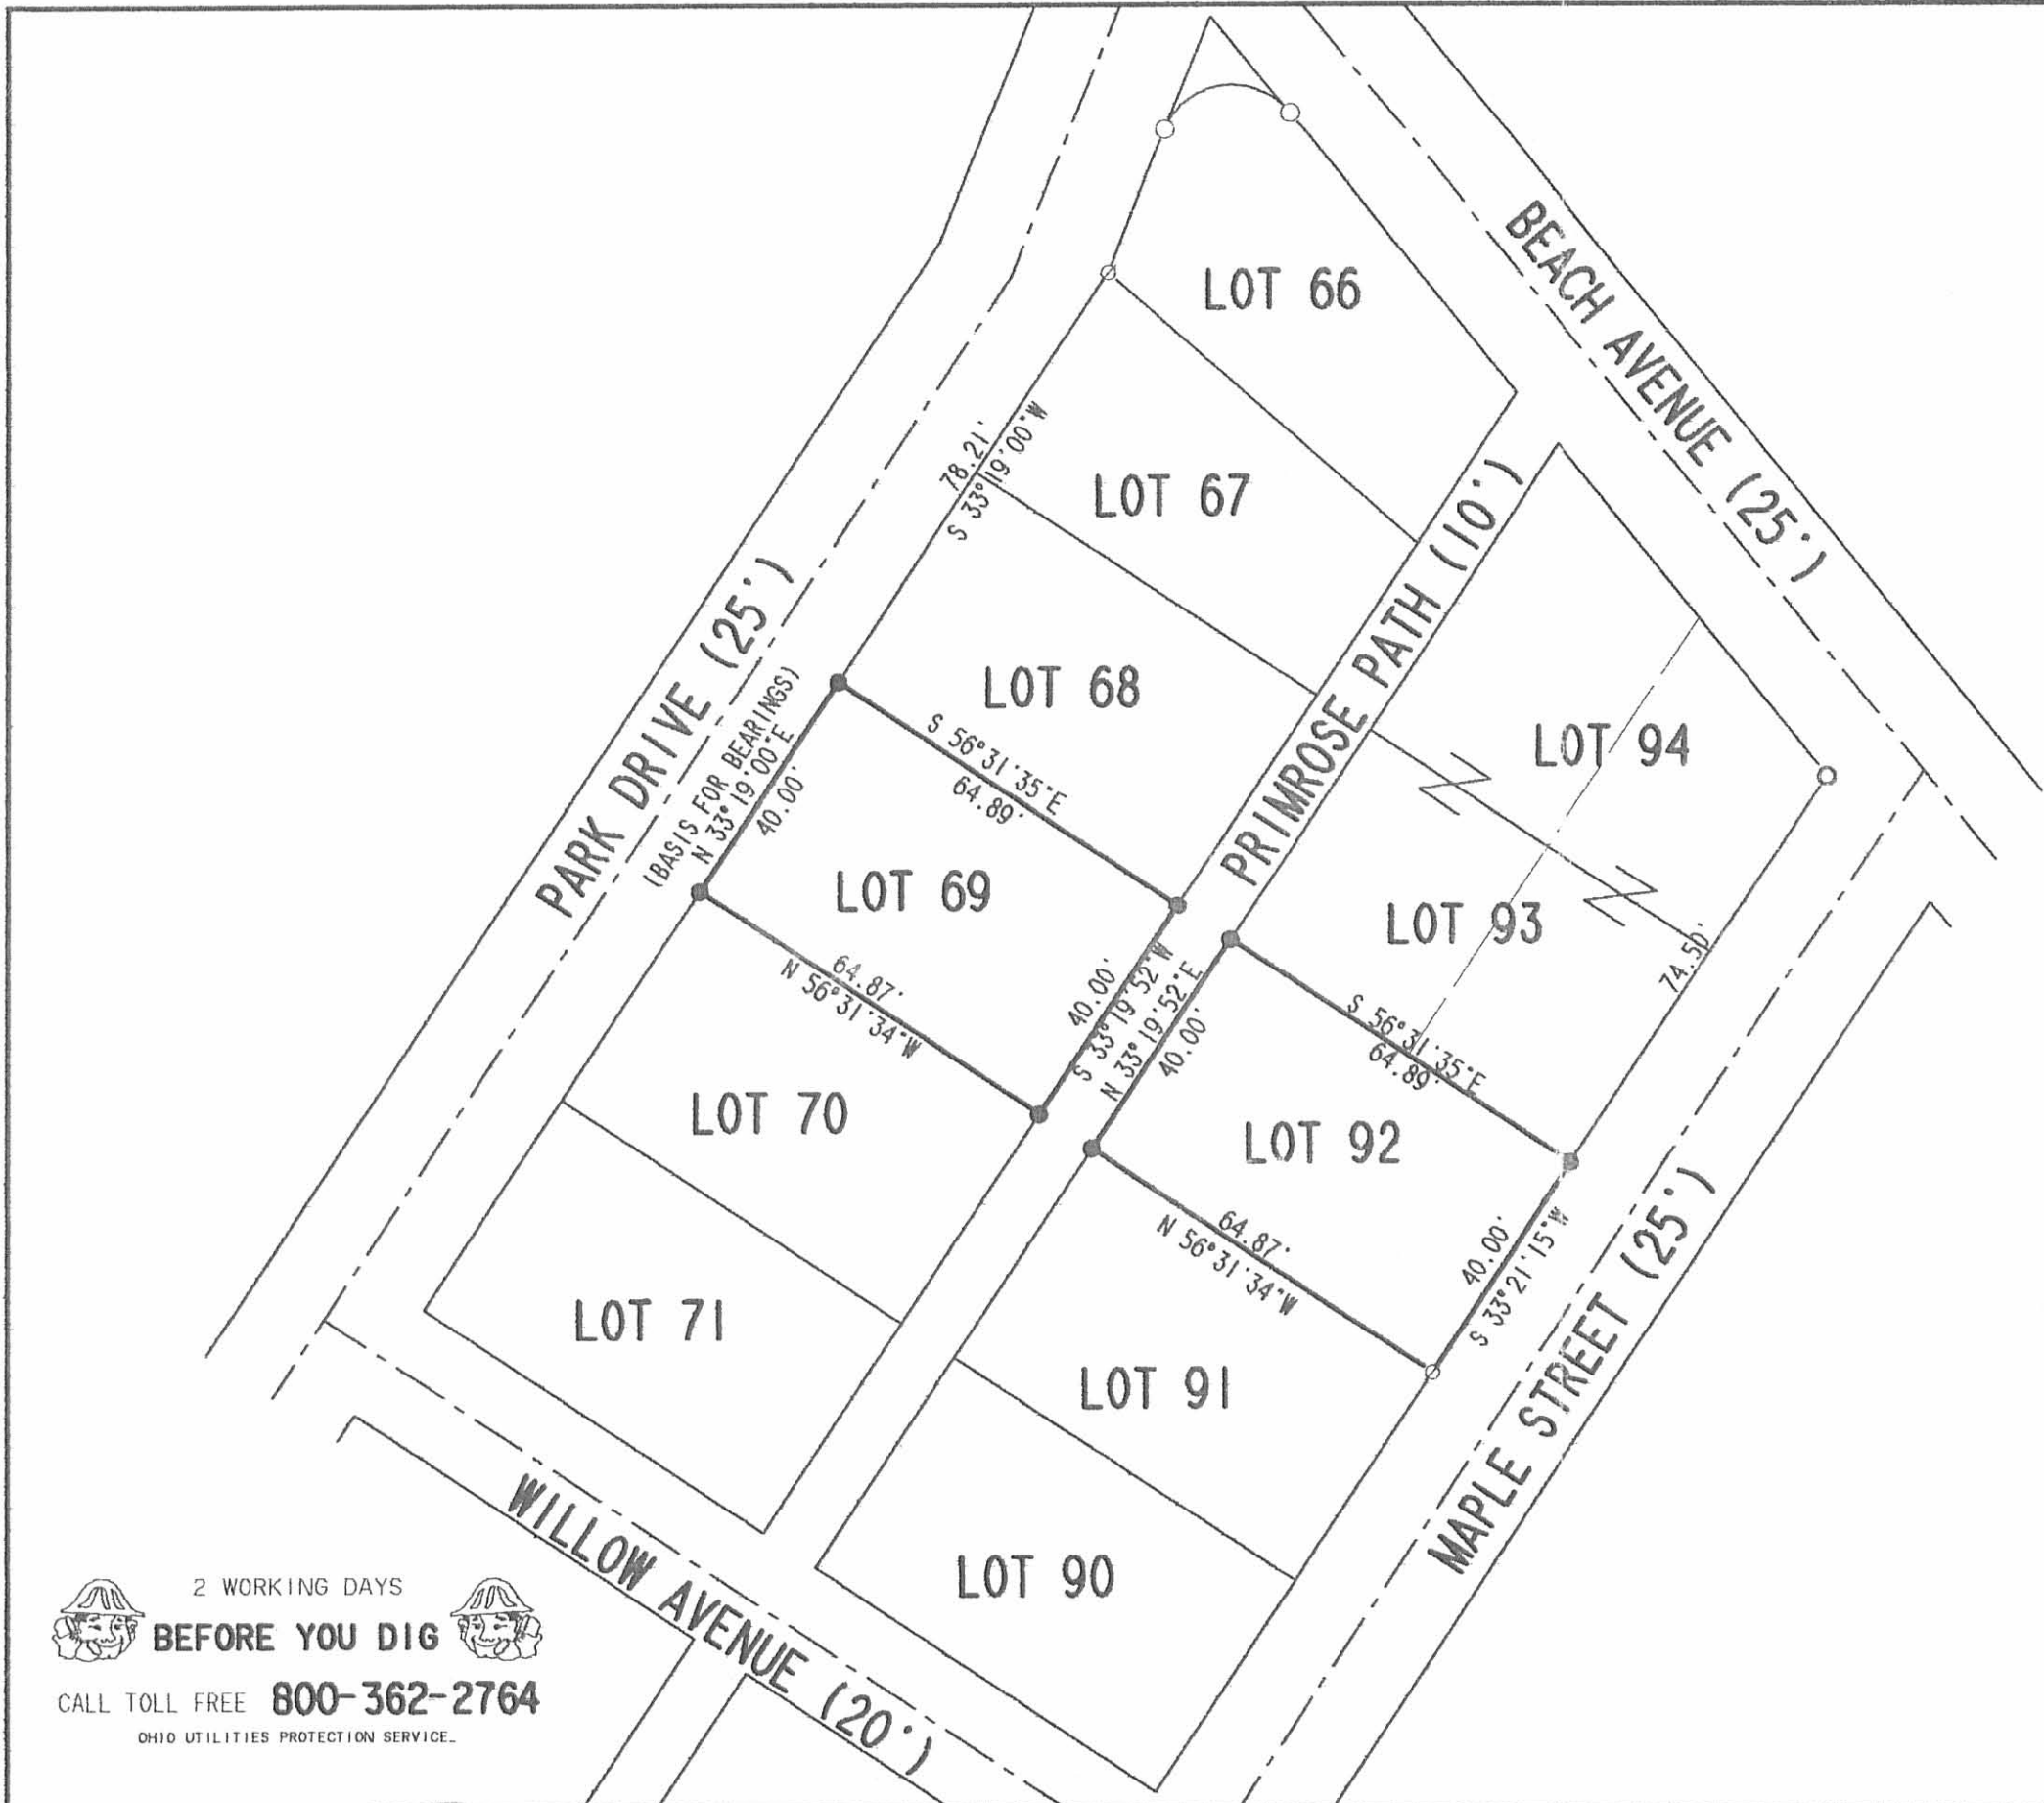 BEACH AVENUE (25')
LOT 66
78.21'
S 33°19'00"W
LOT 67
PRIMROSE PATH (10')
PARK DRIVE (25')
(BASIS FOR BEARINGS)
N 33°19'00"E
40.00'
LOT 68
S 56°31'35"E
64.89'
LOT 94
LOT 69
LOT 93
74.50'
64.87'
N 56°31'34"W
40.00'
S 33°19'52"W
N 33°19'52"E
40.00'
S 56°31'35"E
64.89'
LOT 70
LOT 92
64.87'
N 56°31'34"W
40.00'
S 33°21'15"W
MAPLE STREET (25')
LOT 71
LOT 91
LOT 90
WILLOW AVENUE (20')
2 WORKING DAYS
BEFORE YOU DIG
CALL TOLL FREE 800-362-2764
OHIO UTILITIES PROTECTION SERVICE